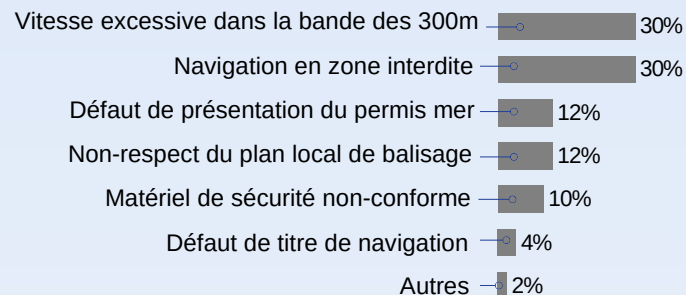 Vitesse excessive dans la bande des 300m 30%
Navigation en zone interdite 30%
Défaut de présentation du permis mer 12%
Non-respect du plan local de balisage 12%
Matériel de sécurité non-conforme 10%
Défaut de titre de navigation 4%
Autres 2%